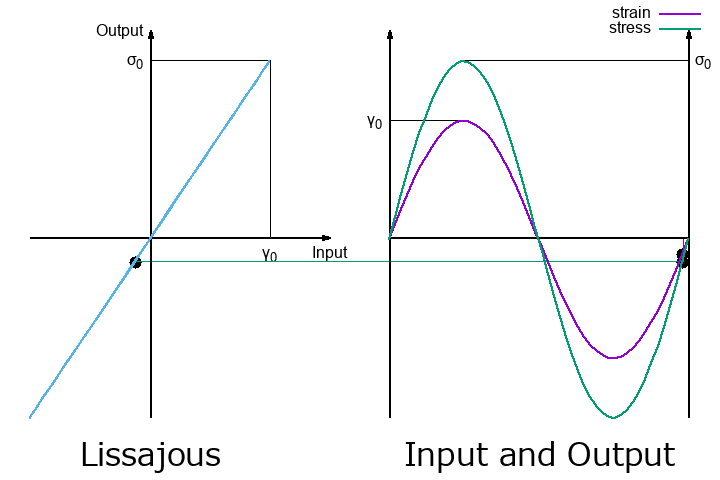 strain
stress
Output
σ0
σ0
γ0
γ0
Input
Lissajous
Input and Output